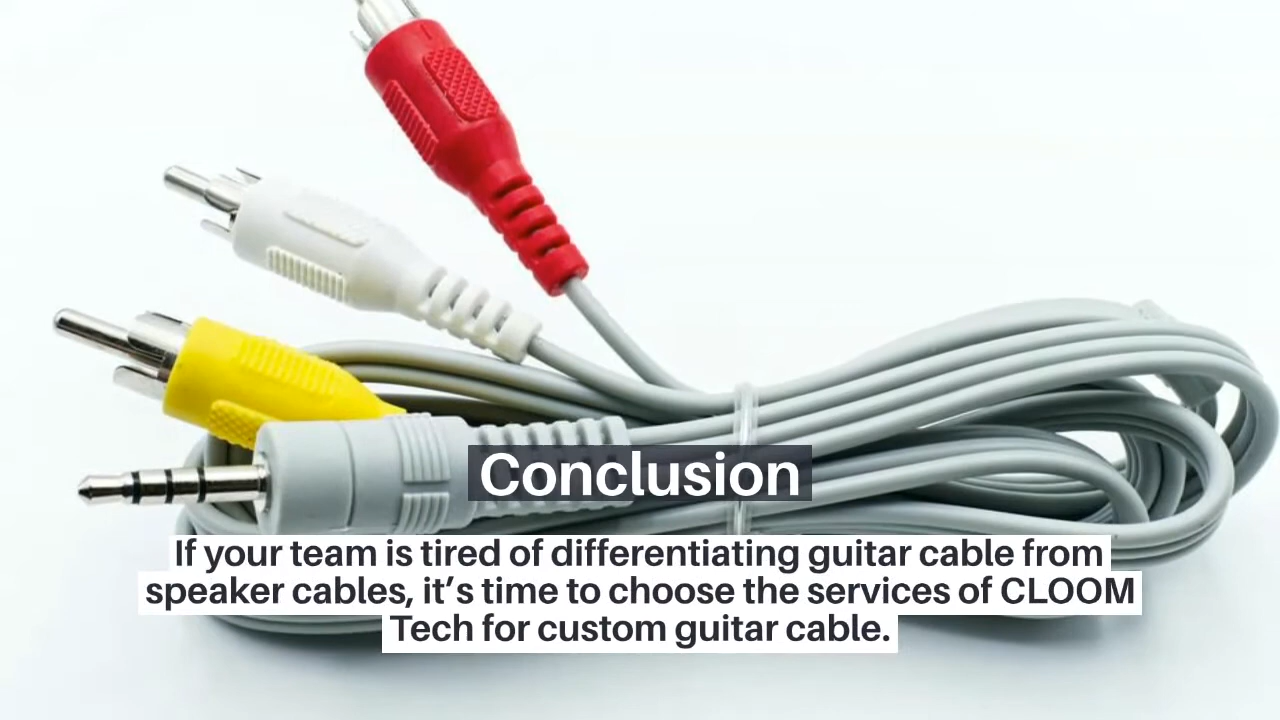 Conclusion
If your team is tired of differentiating guitar cable from
speaker cables, it’s time to choose the services of CLOOM
Tech for custom guitar cable.